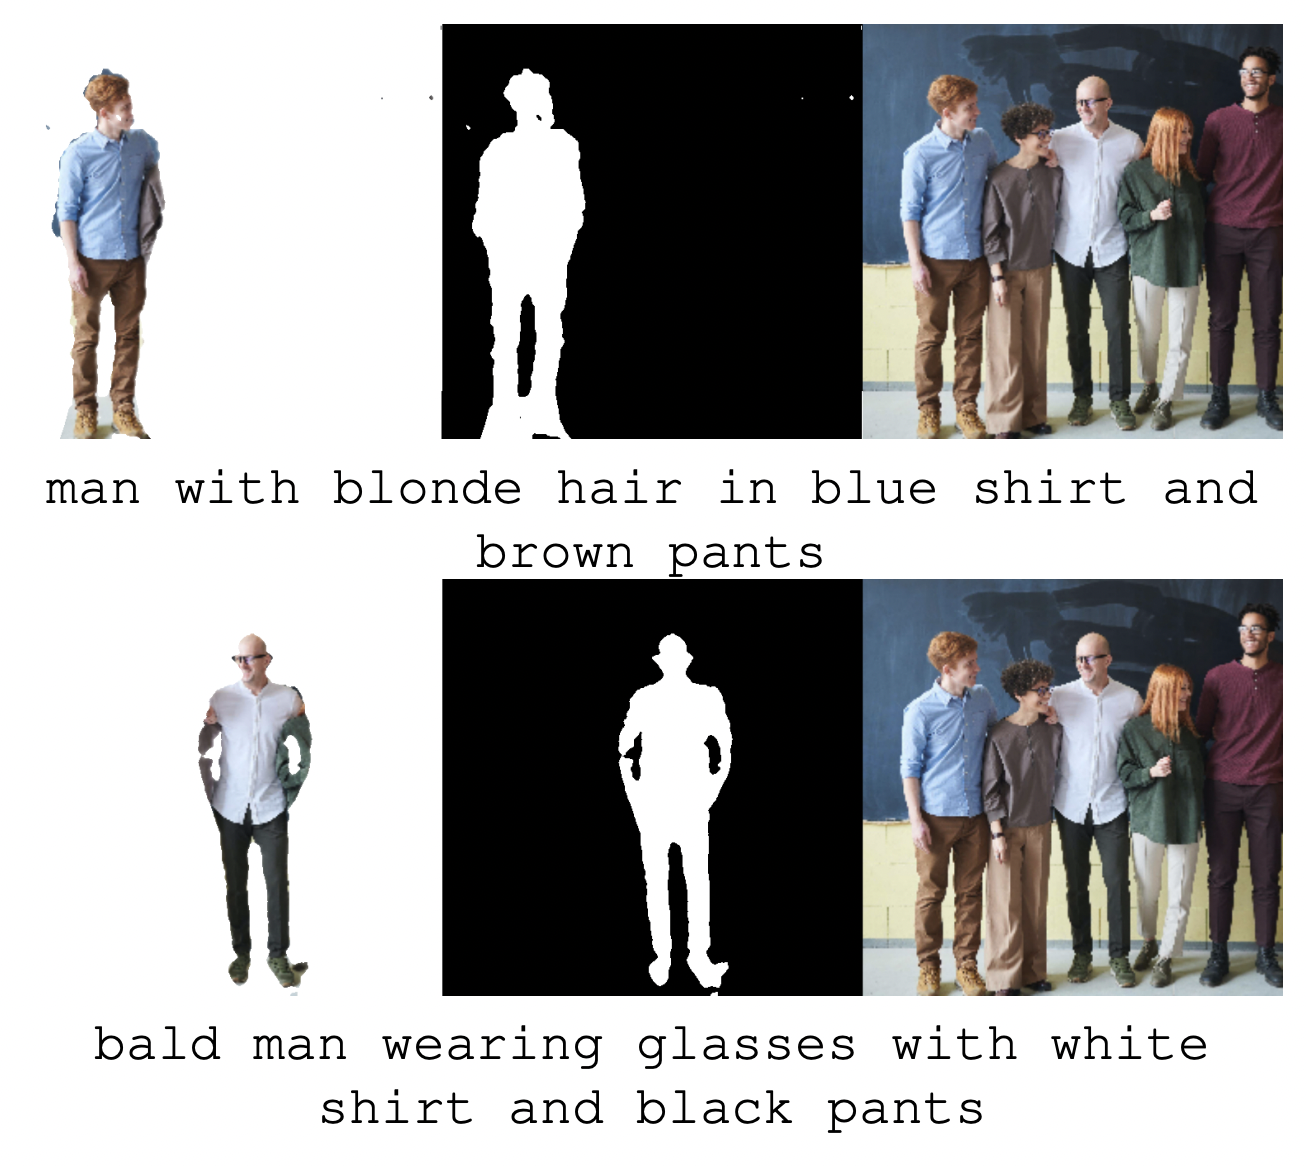 man with blonde hair in blue shirt and
brown pants
bald man wearing glasses with white
shirt and black pants